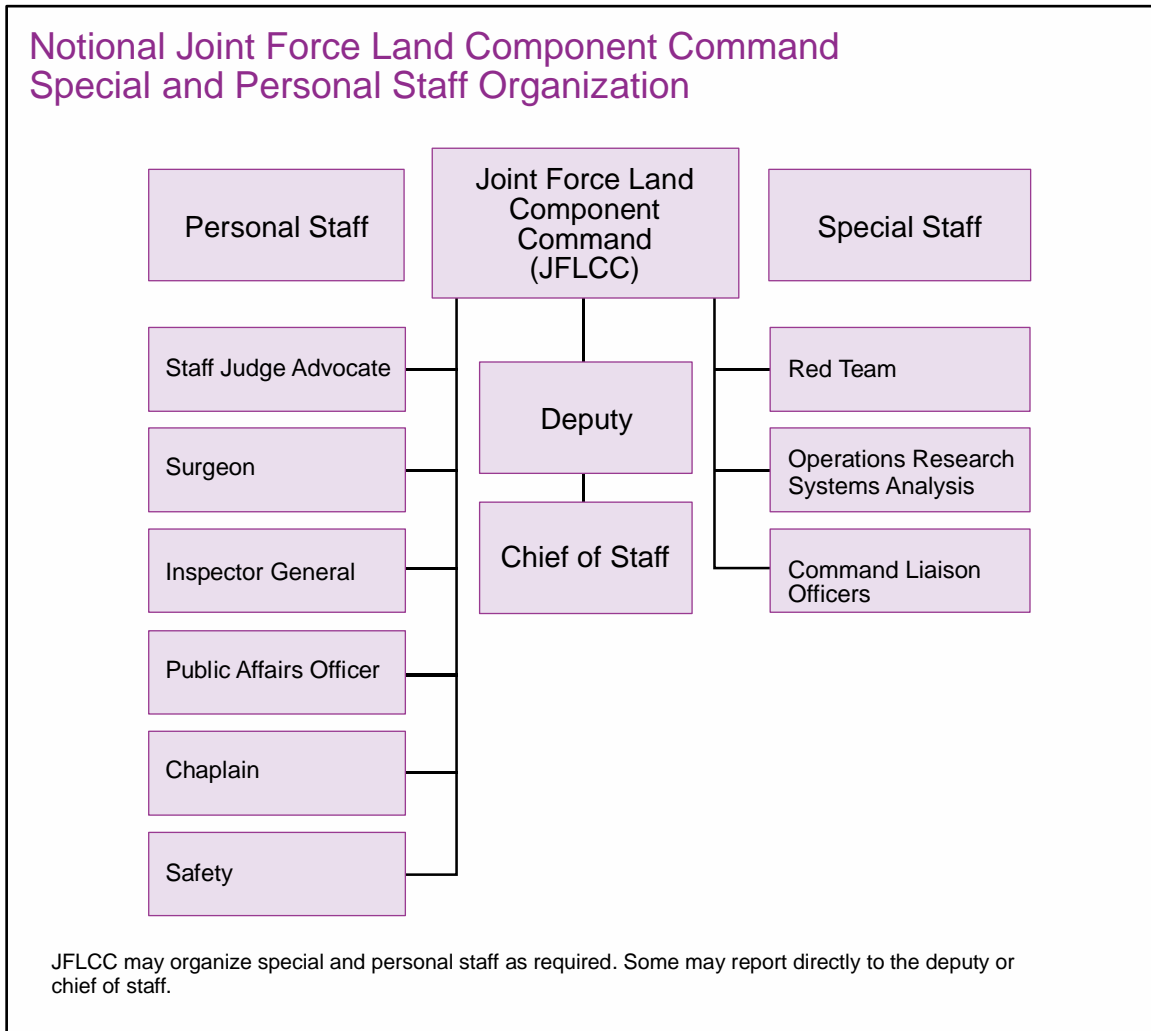 Notional Joint Force Land Component Command
Special and Personal Staff Organization
Personal Staff
Joint Force Land
Component
Command
(JFLCC)
Special Staff
Staff Judge Advocate
Surgeon
Inspector General
Public Affairs Officer
Chaplain
Safety
Deputy
Chief of Staff
Red Team
Operations Research
Systems Analysis
Command Liaison
Officers
JFLCC may organize special and personal staff as required. Some may report directly to the deputy or
chief of staff.